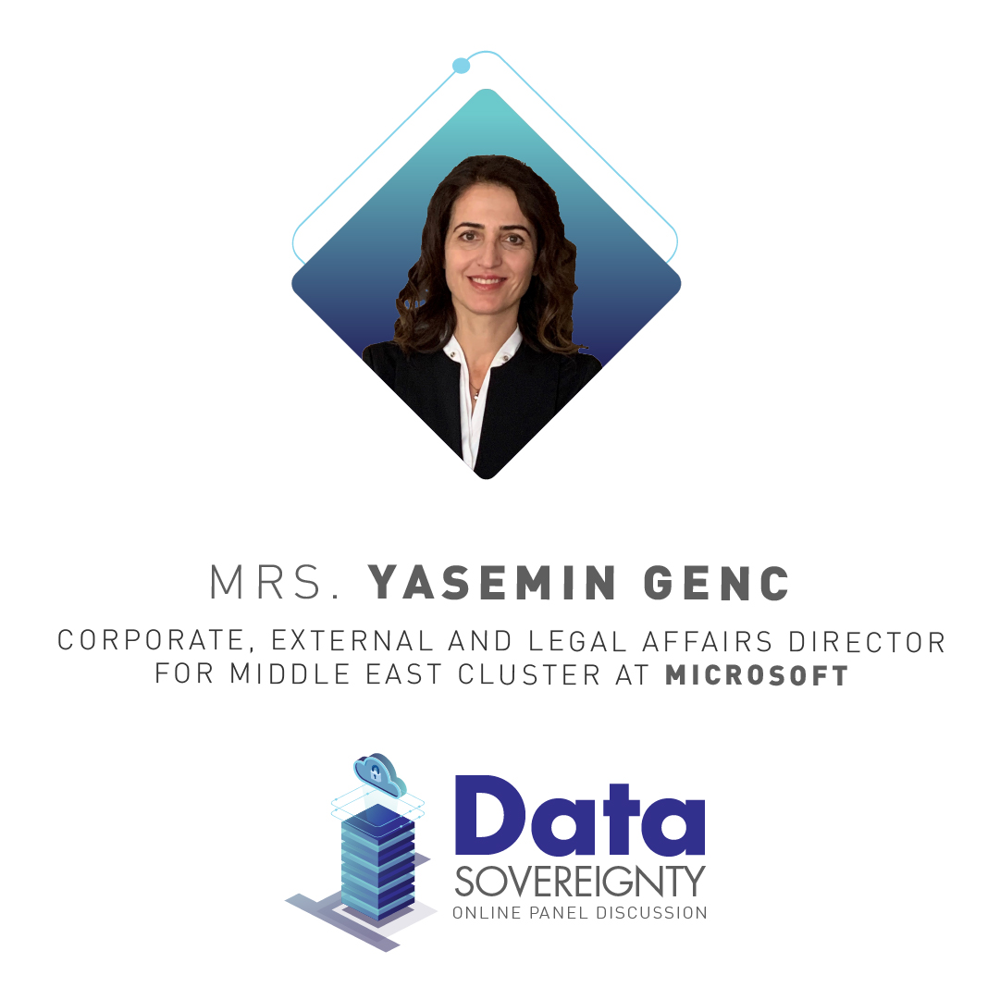 MRS. YASEMIN GENC
CORPORATE, EXTERNAL AND LEGAL AFFAIRS DIRECTOR
FOR MIDDLE EAST CLUSTER AT MICROSOFT
Data
SOVEREIGNTY
ONLINE PANEL DISCUSSION